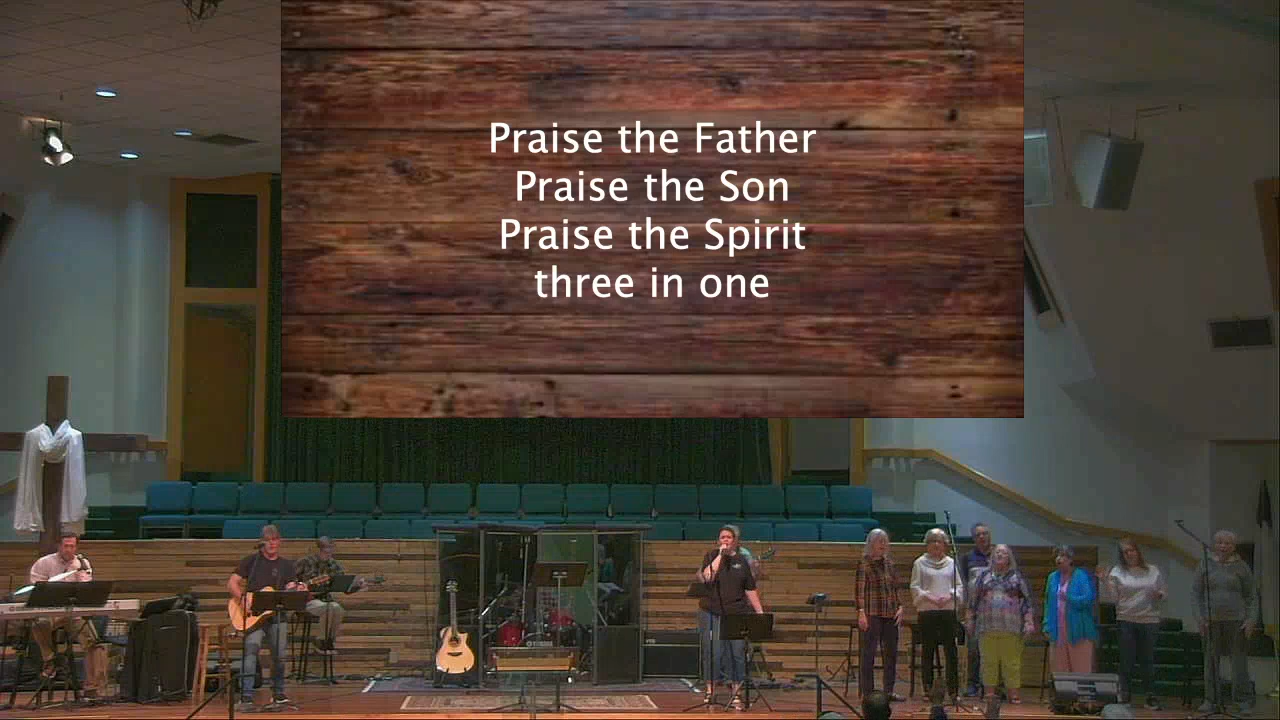 Praise the Father
Praise the Son
Praise the Spirit
three in one